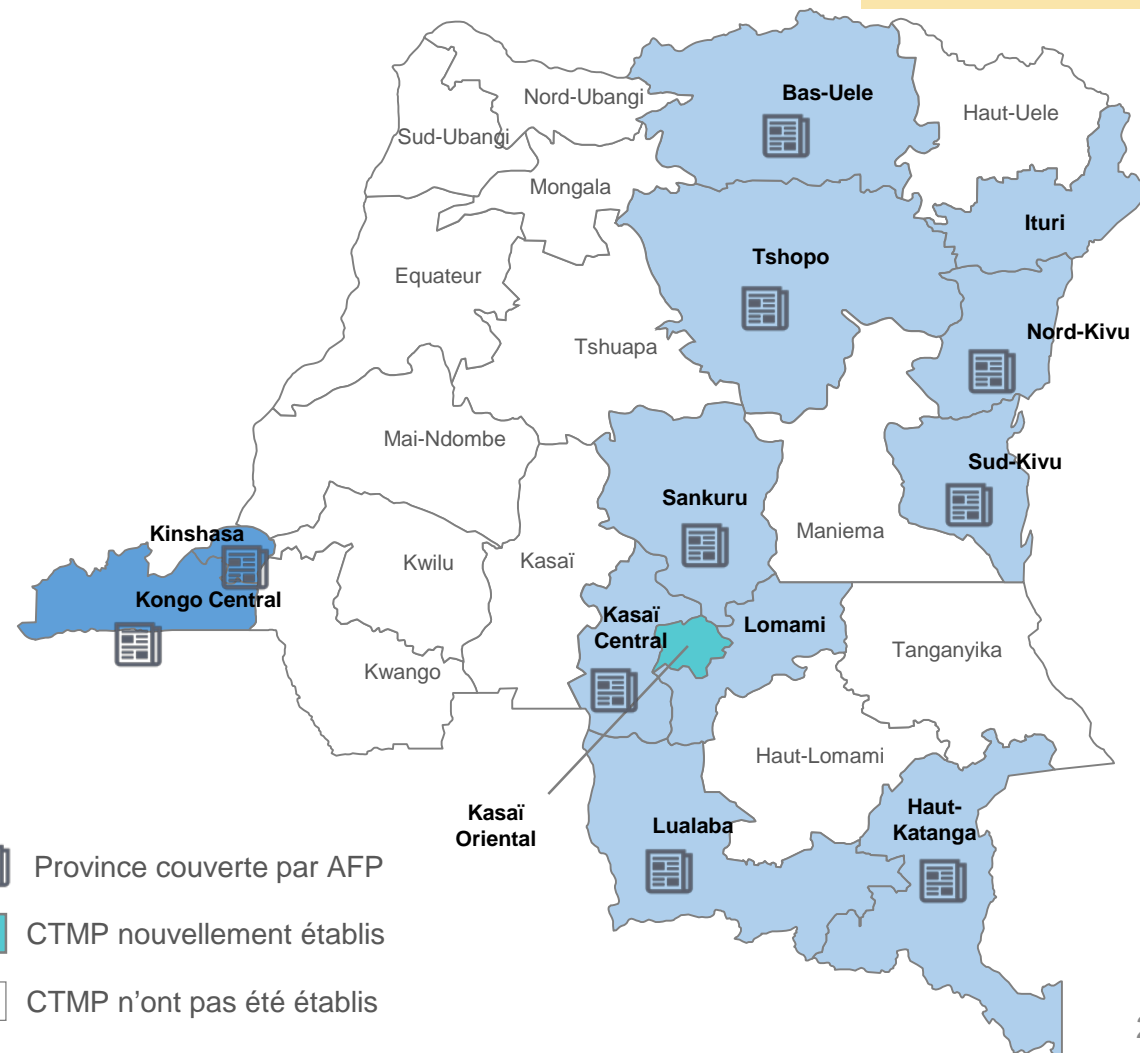 Bas-Uele
Nord-Ubangi
Haut-Uele
Sud-Ubangi
Mongala
Ituri
Tshopo
Equateur
Nord-Kivu
Tshuapa
Mai-Ndombe
Sud-Kivu
Sankuru
Kinshasa
Maniema
Kwilu
Kasaï
Kongo Central
Kasaï
Central
Lomami
Tanganyika
Kwango
Haut-Lomami
Kasaï
Oriental
Lualaba
Haut-
Katanga
Province couverte par AFP
CTMP nouvellement établis
CTMP n’ont pas été établis